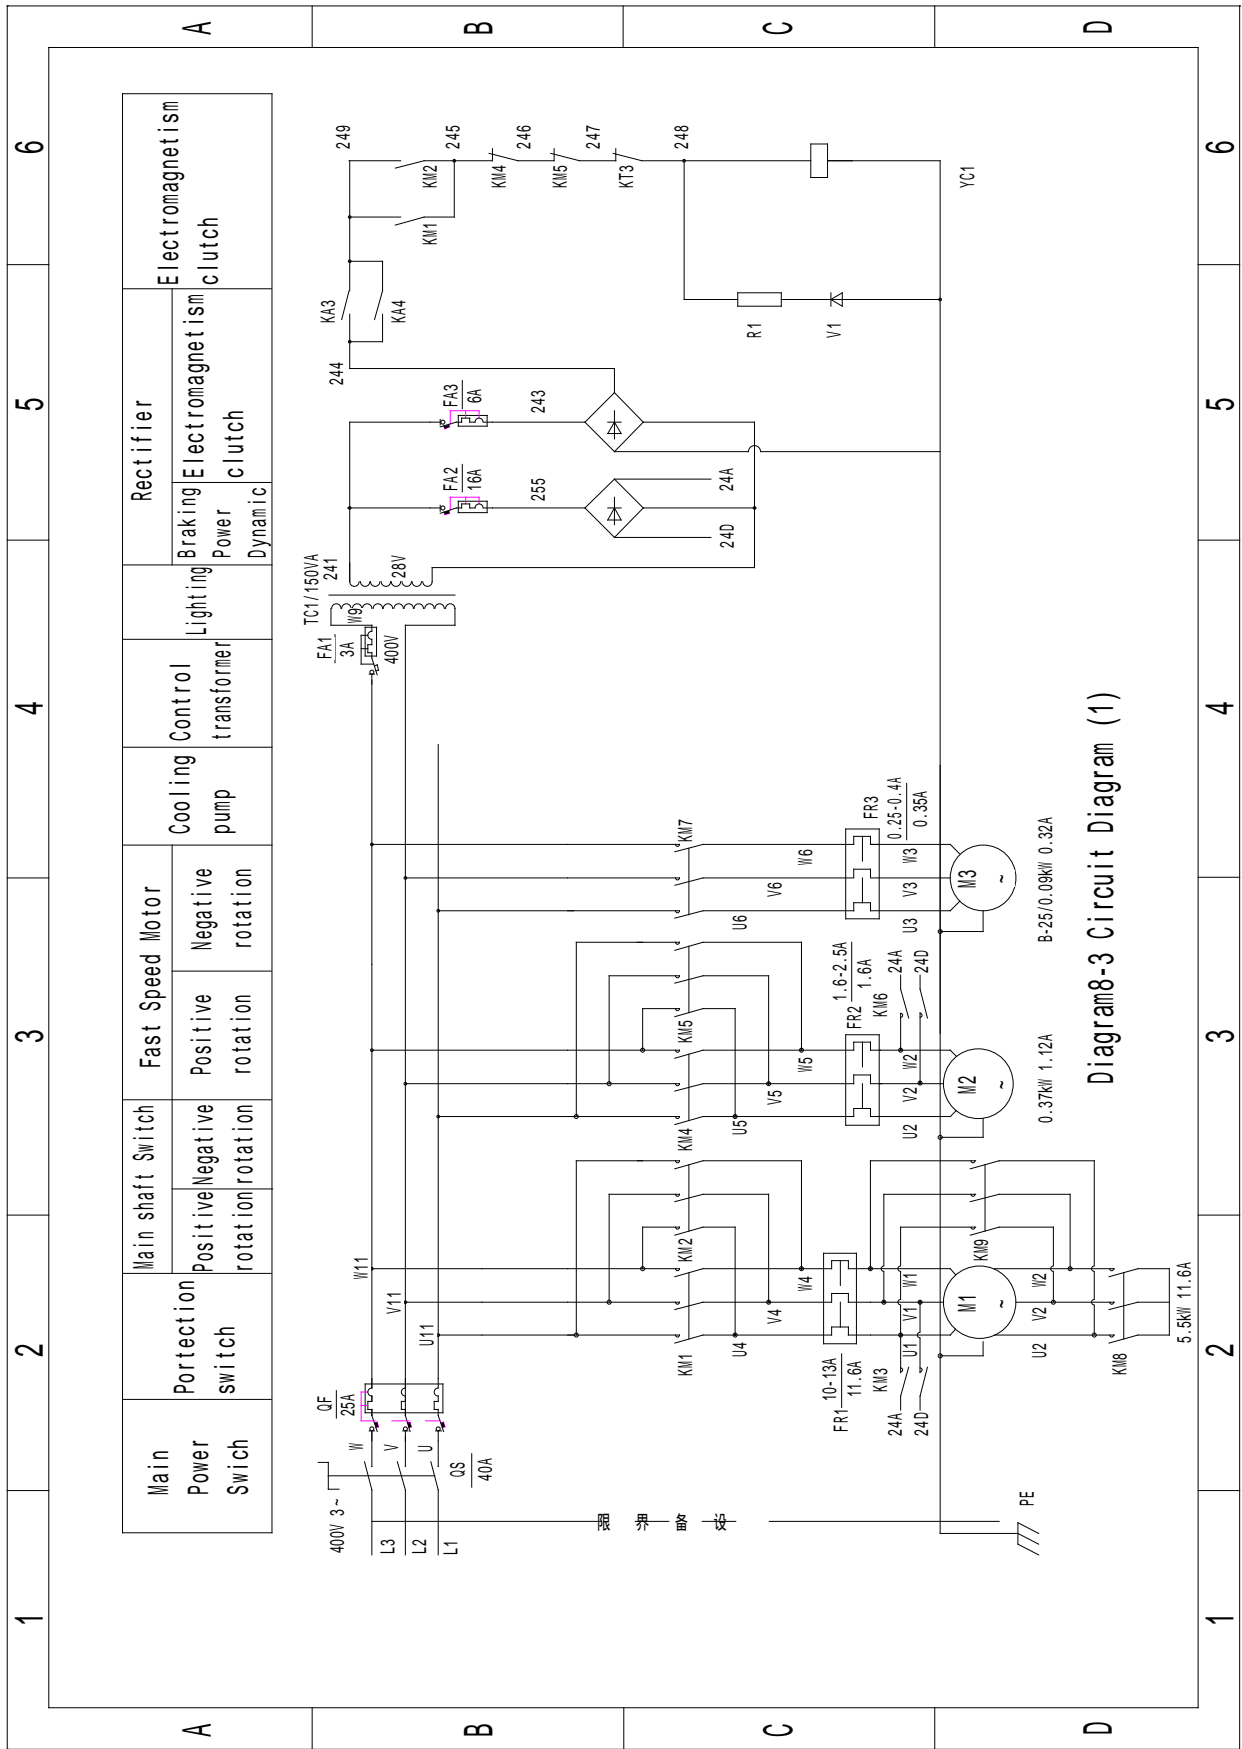 1
2
3
4
5
6
A
B
C
D
Main
Power
Swich
Portection
switch
Main shaft Switch
Positive
rotation
Negative
rotation
Fast Speed Motor
Positive
rotation
Negative
rotation
Cooling
pump
Control
transformer
Lighting
Rectifier
Braking
Power
Dynamic
Electromagnetism
clutch
Electromagnetism
clutch
400V 3~
L3
L2
L1
W
V
U
QS
40A
QF
25A
W11
V11
U11
FA1
3A
400V
W9
TC1/150VA
241
28V
FA2
16A
255
FA3
6A
243
24D
24A
244
KA3
KA4
249
KM1
KM2
245
KM4
246
KM5
247
KT3
248
R1
V1
YC1
KM1
KM2
U4
V4
W4
KM4
KM5
U5
V5
W5
KM7
U6
V6
W6
FR1
10-13A
11.6A
KM3
24A
24D
U1
V1
W1
M1
~
U2
V2
W2
KM9
KM8
5.5kW 11.6A
FR2
1.6-2.5A
1.6A
KM6
24A
24D
U2
V2
W2
M2
~
0.37kW 1.12A
FR3
0.25-0.4A
0.35A
U3
V3
W3
M3
~
B-25/0.09kW 0.32A
限 界 备 设
PE
Diagram8-3 Circuit Diagram (1)
1
2
3
4
5
6
A
B
C
D